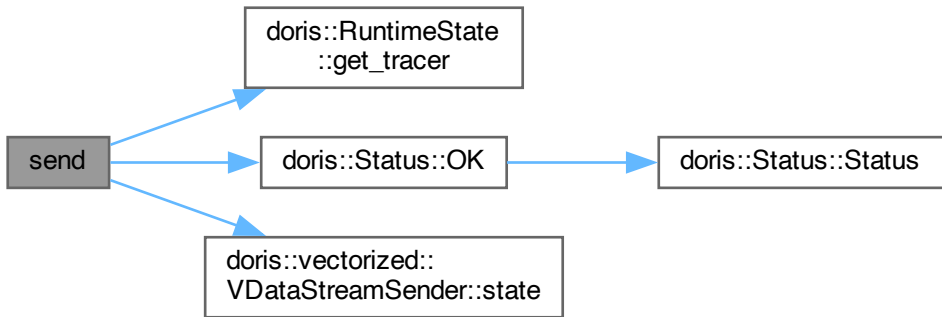 send
doris::RuntimeState
::get_tracer
doris::Status::OK
doris::Status::Status
doris::vectorized::
VDataStreamSender::state